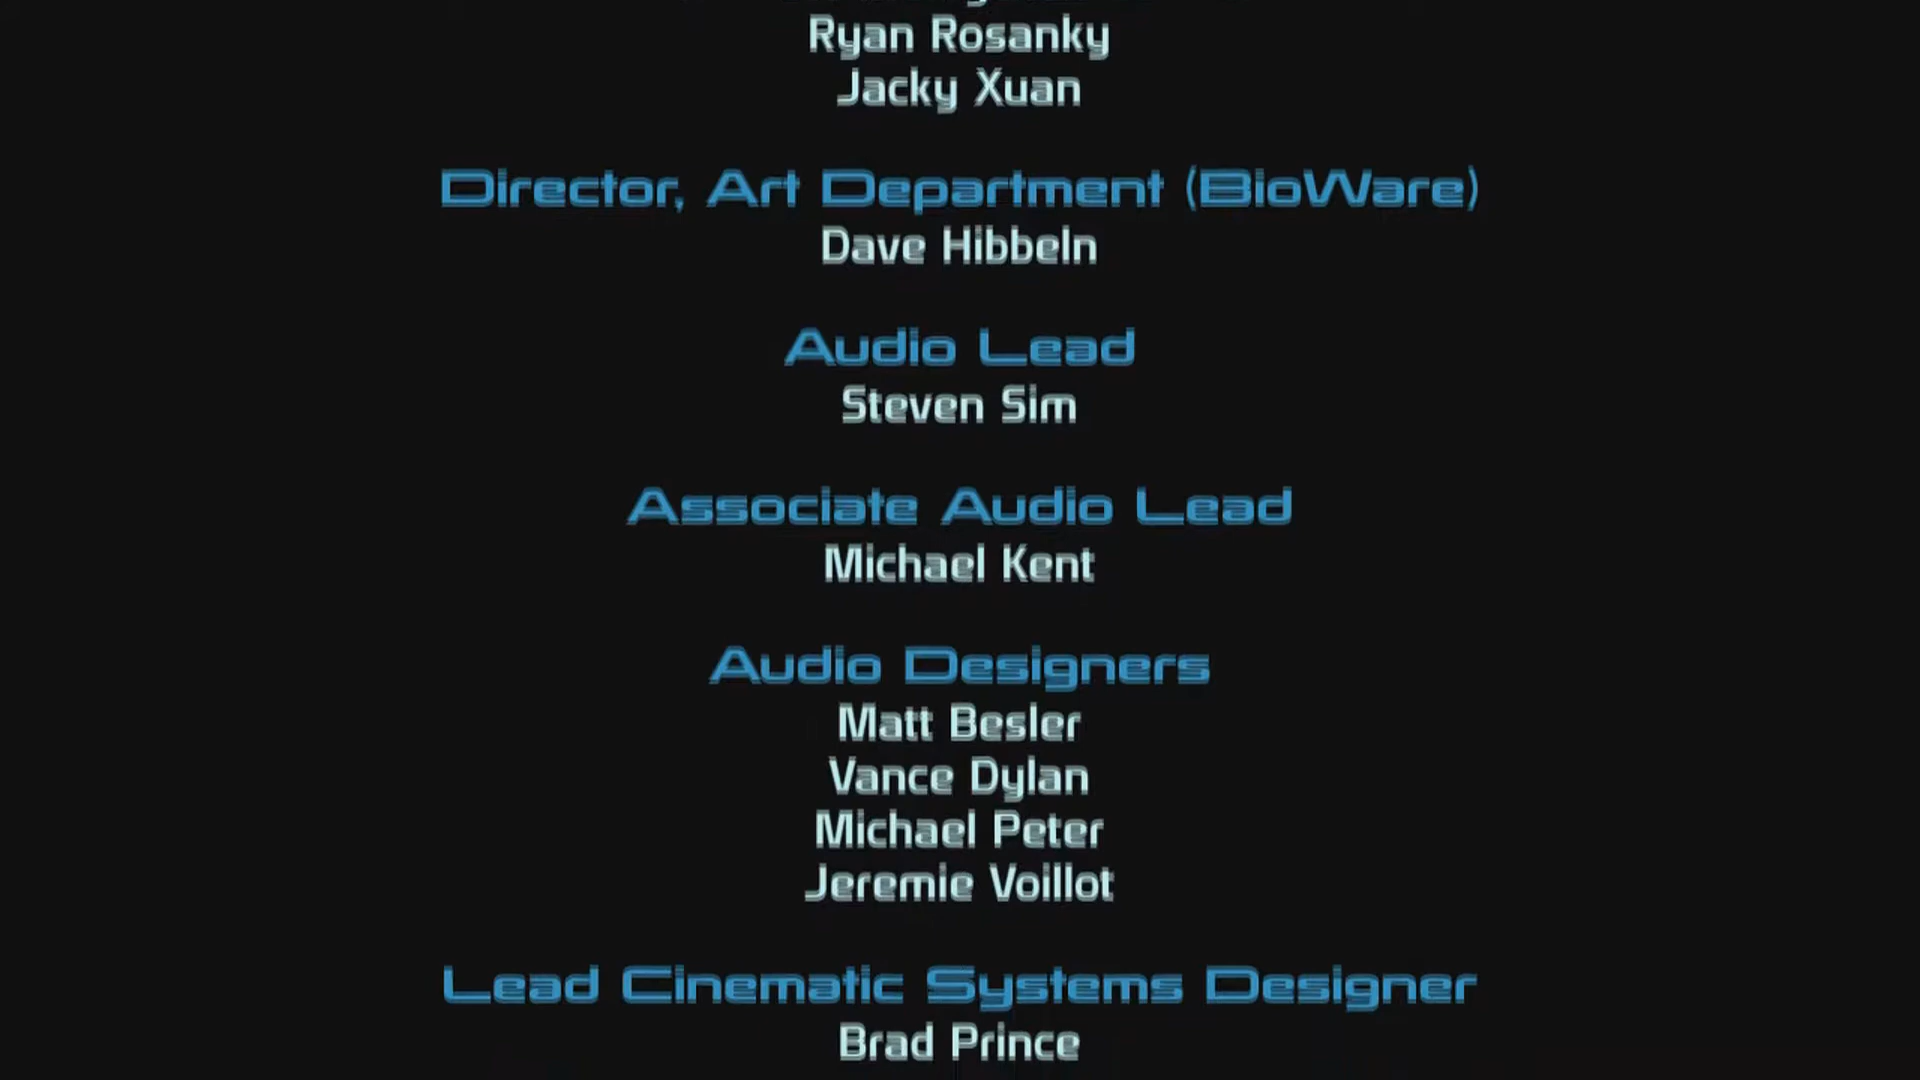 Ryan Rosanky
Jacky Xuan
Director, Art Department (BioWare)
Dave Hibbeln
Audio Lead
Steven Sim
Associate Audio Lead
Michael Kent
Audio Designers
Matt Besler
Vance Dylan
Michael Peter
Jeremie Voillot
Lead Cinematic Systems Designer
Brad Prince